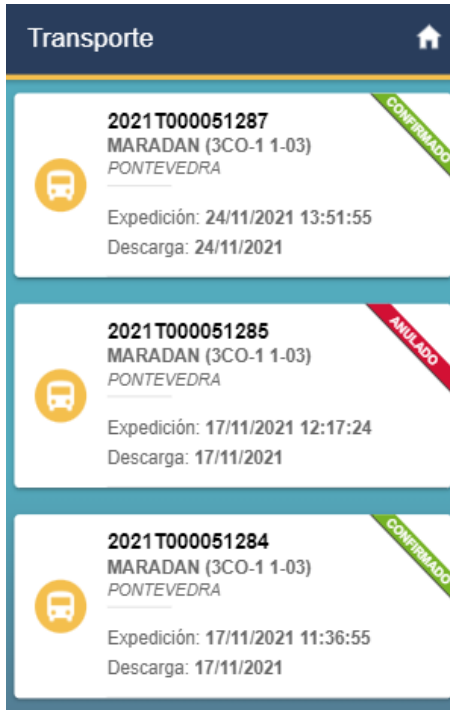 Transporte
CONFIRMADO
2021T000051287
MARADAN (3CO-1 1-03)
PONTEVEDRA
Expedición: 24/11/2021 13:51:55
Descarga: 24/11/2021
ANULADO
2021T000051285
MARADAN (3CO-1 1-03)
PONTEVEDRA
Expedición: 17/11/2021 12:17:24
Descarga: 17/11/2021
CONFIRMADO
2021T000051284
MARADAN (3CO-1 1-03)
PONTEVEDRA
Expedición: 17/11/2021 11:36:55
Descarga: 17/11/2021